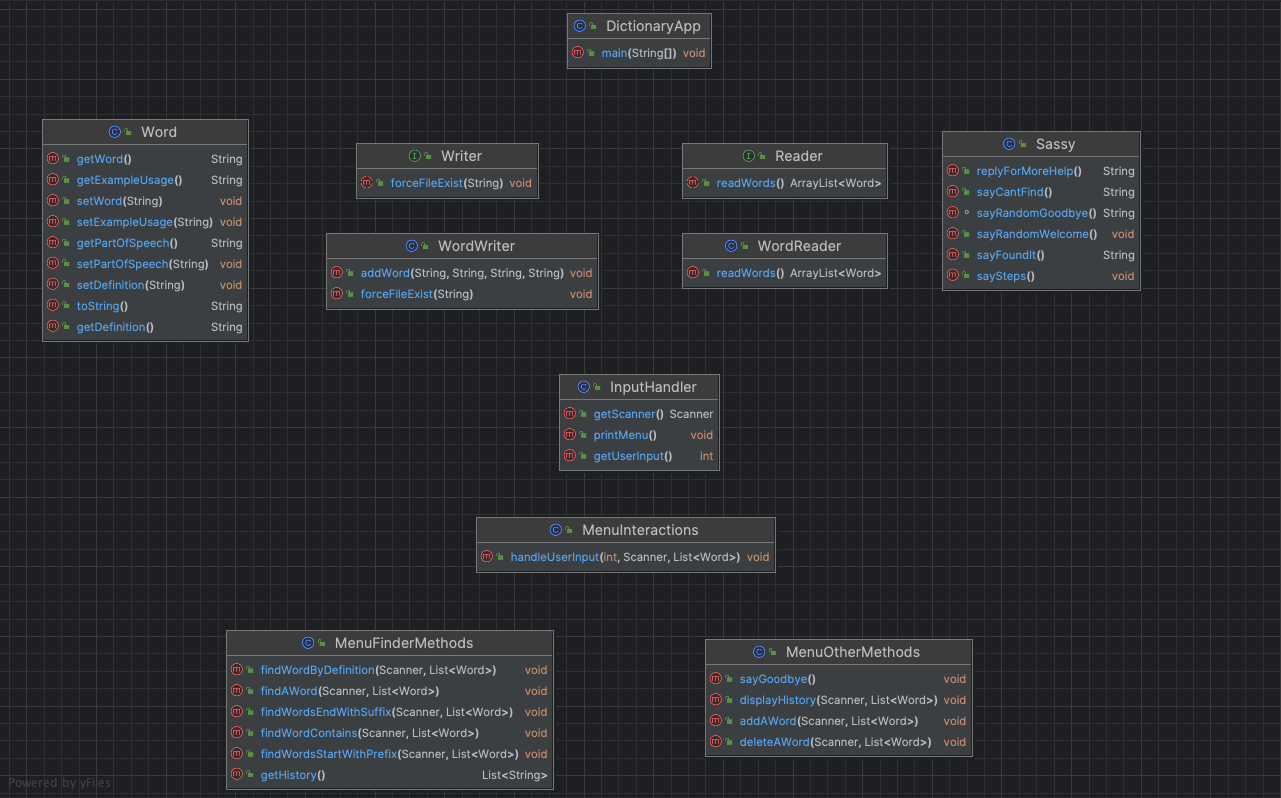 DictionaryApp
main(String[]) void
Word
getWord() String
getExampleUsage() String
setWord(String) void
setExampleUsage(String) void
getPartOfSpeech() String
setPartOfSpeech(String) void
setDefinition(String) void
toString() String
getDefinition() String
Writer
forceFileExist(String) void
Reader
readWords() ArrayList<Word>
Sassy
replyForMoreHelp() String
sayCantFind() String
sayRandomGoodbye() String
sayRandomWelcome() void
sayFoundIt() String
saySteps() void
WordWriter
addWord(String, String, String, String) void
forceFileExist(String) void
WordReader
readWords() ArrayList<Word>
InputHandler
getScanner() Scanner
printMenu() void
getUserInput() int
MenuInteractions
handleUserInput(int, Scanner, List<Word>) void
MenuFinderMethods
findWordByDefinition(Scanner, List<Word>) void
findAWord(Scanner, List<Word>) void
findWordsEndWithSuffix(Scanner, List<Word>) void
findWordContains(Scanner, List<Word>) void
findWordsStartWithPrefix(Scanner, List<Word>) void
getHistory() List<String>
MenuOtherMethods
sayGoodbye() void
displayHistory(Scanner, List<Word>) void
addAWord(Scanner, List<Word>) void
deleteAWord(Scanner, List<Word>) void
Powered by yFiles